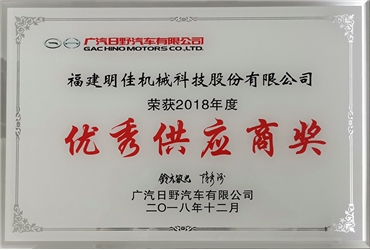 广汽日野汽车有限公司
GAC HINO MOTORS CO.,LTD.
福建明佳机械科技股份有限公司
荣获2018年度
优秀供应商奖
广汽日野汽车有限公司
二〇一八年十二月